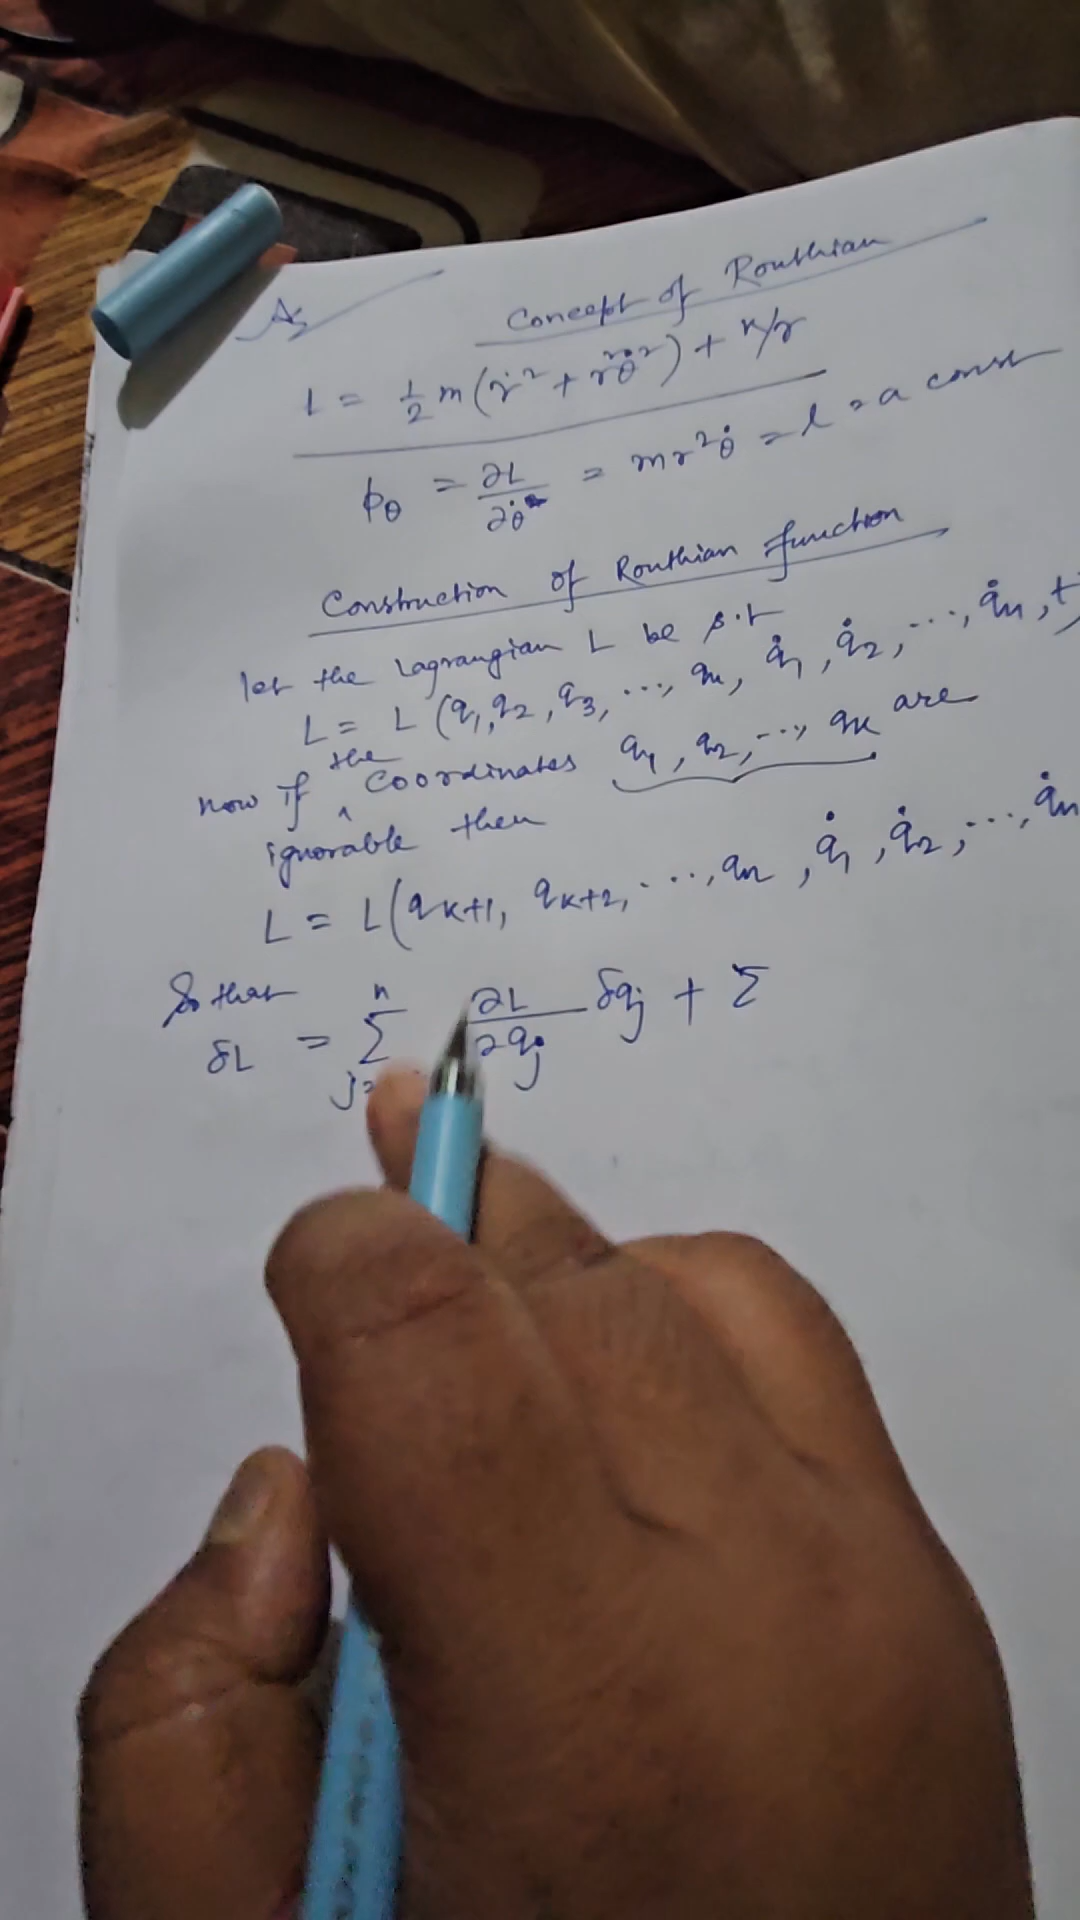 Concept of Routhian
L = 1/2 m (ṙ² + r²θ̇²) + k/r
pθ = ∂L/∂θ̇ = mr²θ̇ = l = a const
Construction of Routhian function
let the Lagrangian L be s.t
L = L (q1, q2, q3, ..., qn, q̇1, q̇2, ..., q̇n, t)
now if the coordinates q1, q2, ..., qk are
ignorable then
L = L(qk+1, qk+2, ..., qn, q̇1, q̇2, ..., q̇n
So that
δL = Σ n j= ∂L/∂qj δqj + Σ